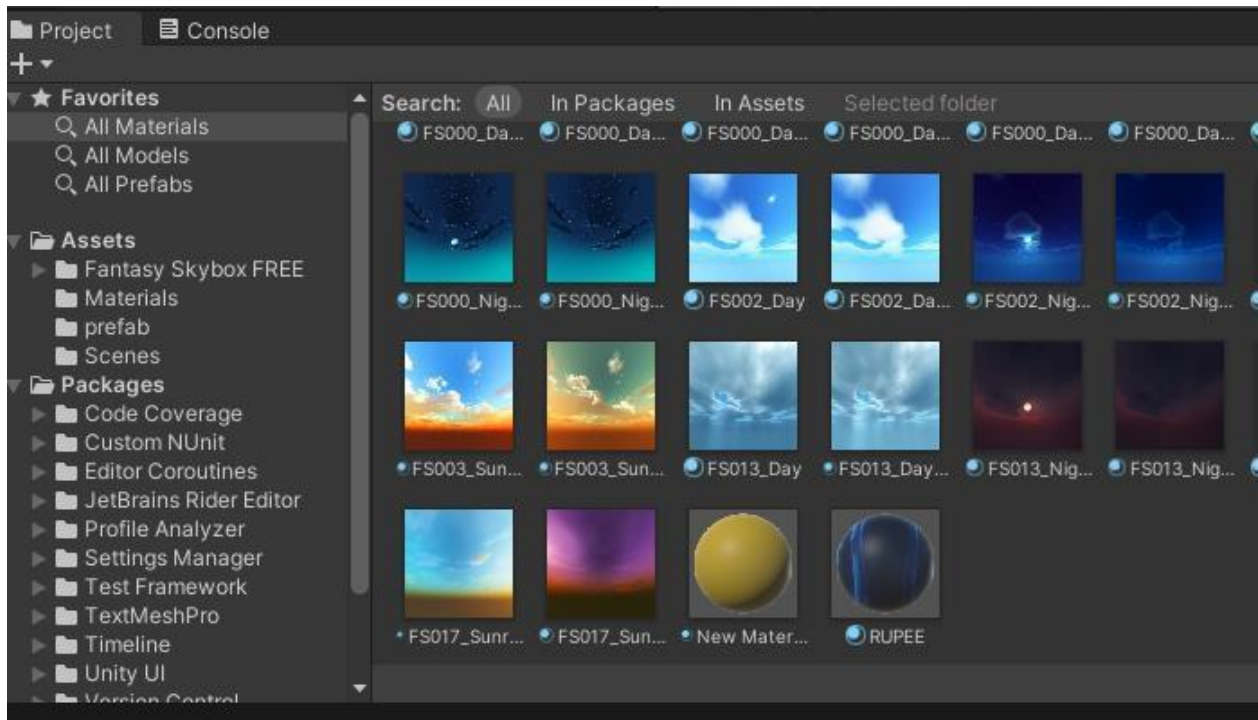 Project
Console
Favorites
All Materials
All Models
All Prefabs
Assets
Fantasy Skybox FREE
Materials
prefab
Scenes
Packages
Code Coverage
Custom NUnit
Editor Coroutines
JetBrains Rider Editor
Profile Analyzer
Settings Manager
Test Framework
TextMeshPro
Timeline
Unity UI
Version Control
Search: All In Packages In Assets Selected folder
FS000_Da... FS000_Da... FS000_Da... FS000_Da... FS000_Da... FS000_Da...
FS000_Nig... FS000_Nig... FS002_Day FS002_Da... FS002_Nig... FS002_Nig...
FS003_Sun... FS003_Sun... FS013_Day FS013_Day... FS013_Nig... FS013_Nig...
FS017_Sunr... FS017_Sun... New Mater... RUPEE